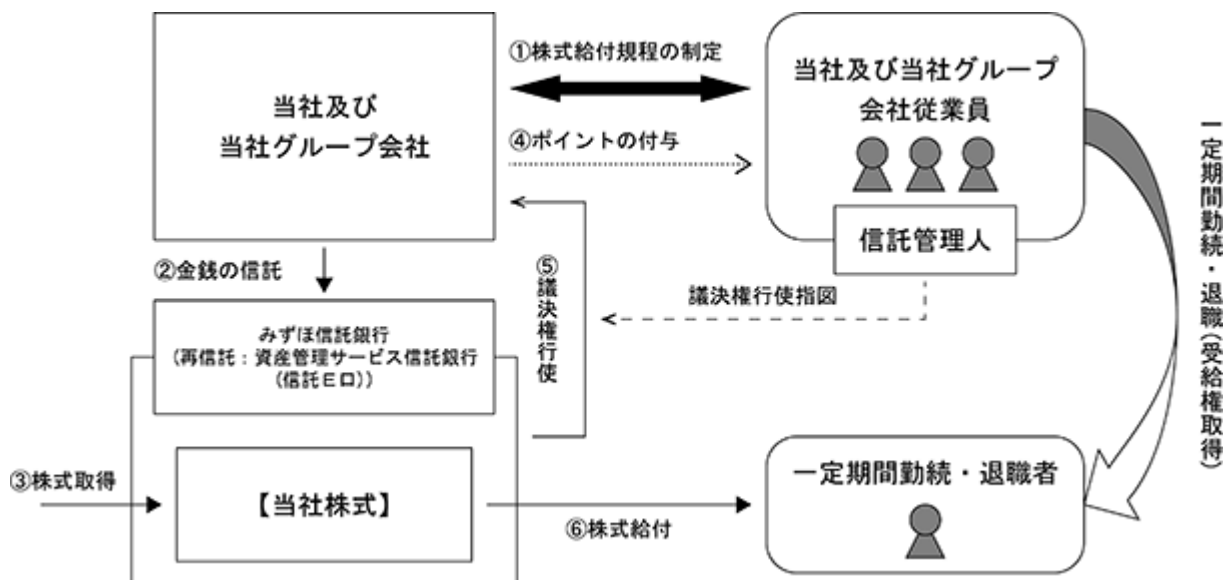 当社及び
当社グループ会社
①株式給付規程の制定
④ポイントの付与
当社及び当社グループ
会社従業員
信託管理人
②金銭の信託
⑤議決権行使
議決権行使指図
みずほ信託銀行
(再信託：資産管理サービス信託銀行
(信託E口))
③株式取得
【当社株式】
⑥株式給付
一定期間勤続・退職者
一定期間勤続・退職(受給権取得)